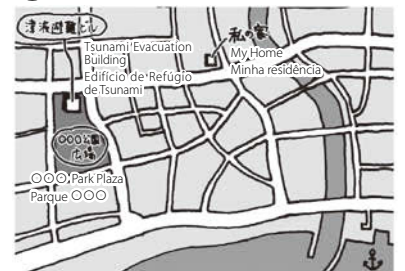 津波避難ビル
Tsunami Evacuation
Building
Edifício de Refúgio
de Tsunami
私の家
My Home
Minha residência
○○○公園
広場
○○○ Park Plaza
Parque ○○○